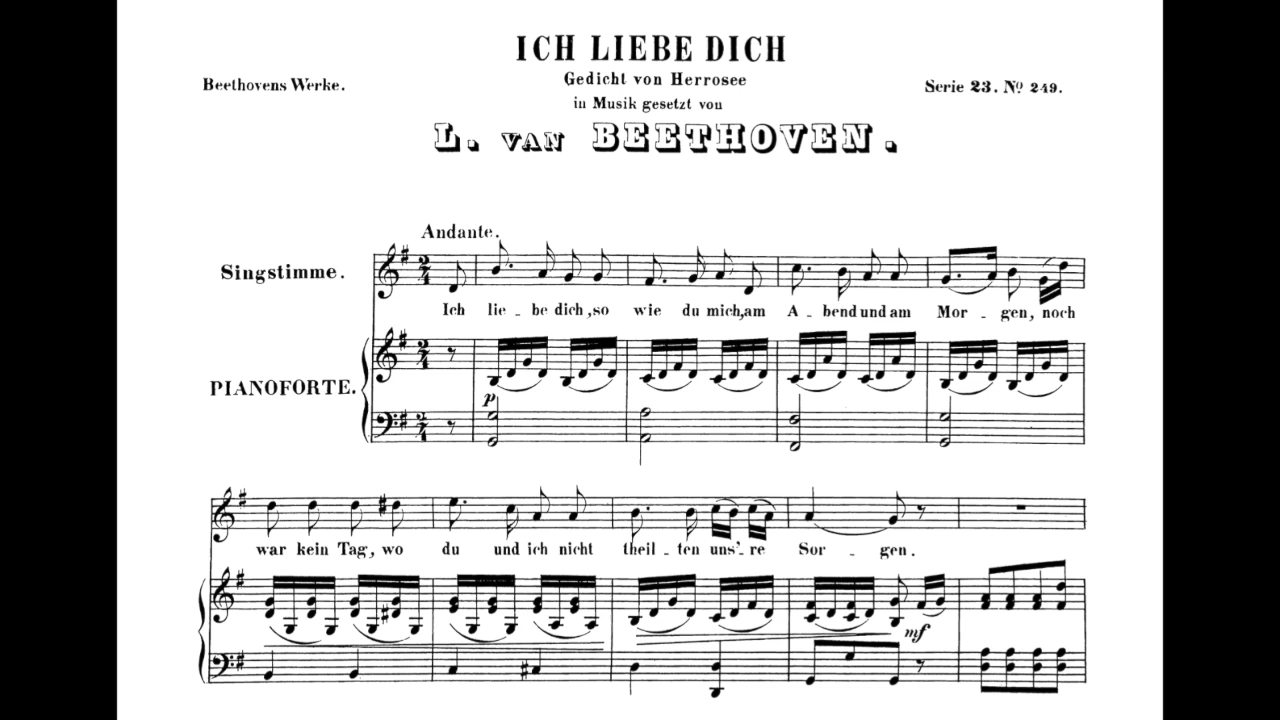 ICH LIEBE DICH
Gedicht von Herrosee
Beethovens Werke.
Serie 23. Nº 249.
in Musik gesetzt von
L. VAN BEETHOVEN.
Andante.
Singstimme.
Ich lie - be dich, so wie du mich, am A - bend und am Mor - gen, noch
PIANOFORTE.
p
war kein Tag, wo du und ich nicht theil - ten uns'- re Sor - gen.
mf